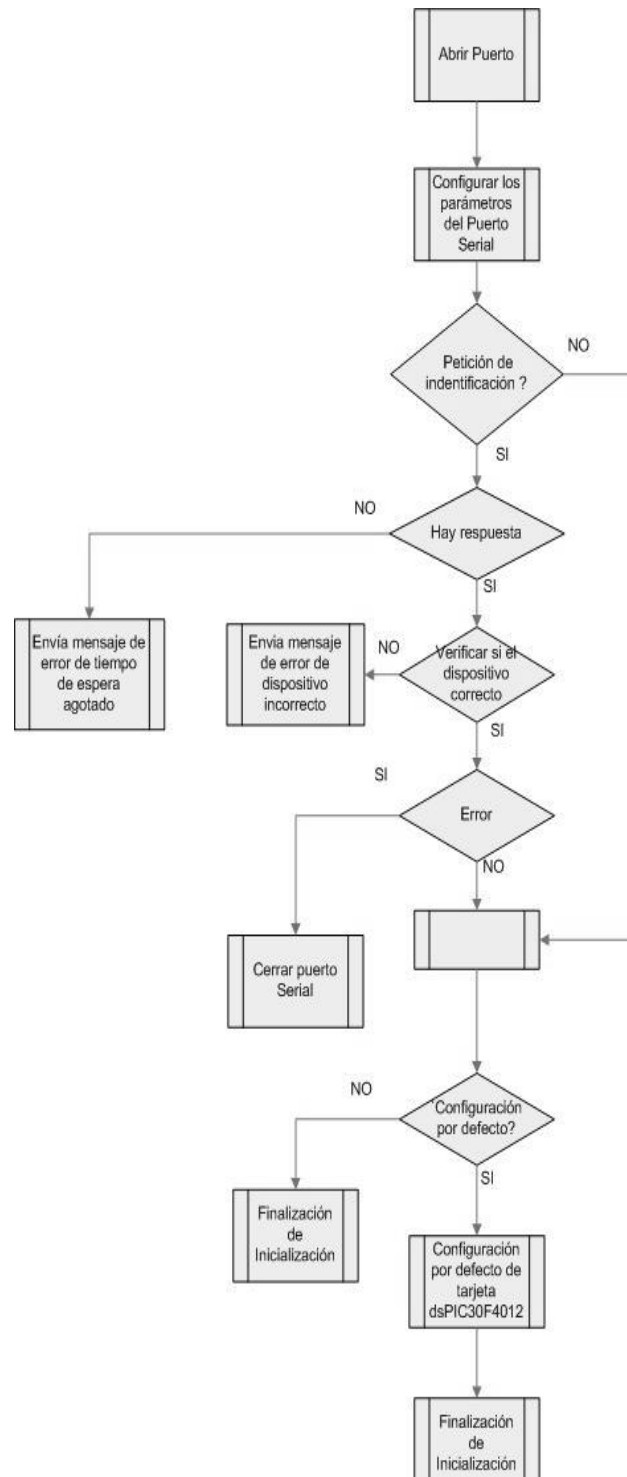 Abrir Puerto
Configurar los
parámetros
del Puerto
Serial
Petición de
indentificación ?
NO
SI
NO
Hay respuesta
SI
Envía mensaje de
error de tiempo
de espera
agotado
Envia mensaje
de error de
dispositivo
incorrecto
NO
Verificar si el
dispositivo
correcto
SI
SI
Error
NO
Cerrar puerto
Serial
NO
'Configuración
por defecto?
SI
Finalización
de
Inicialización
Configuración
por defecto de
tarjeta
dsPIC30F4012
Finalización
de
Inicialización